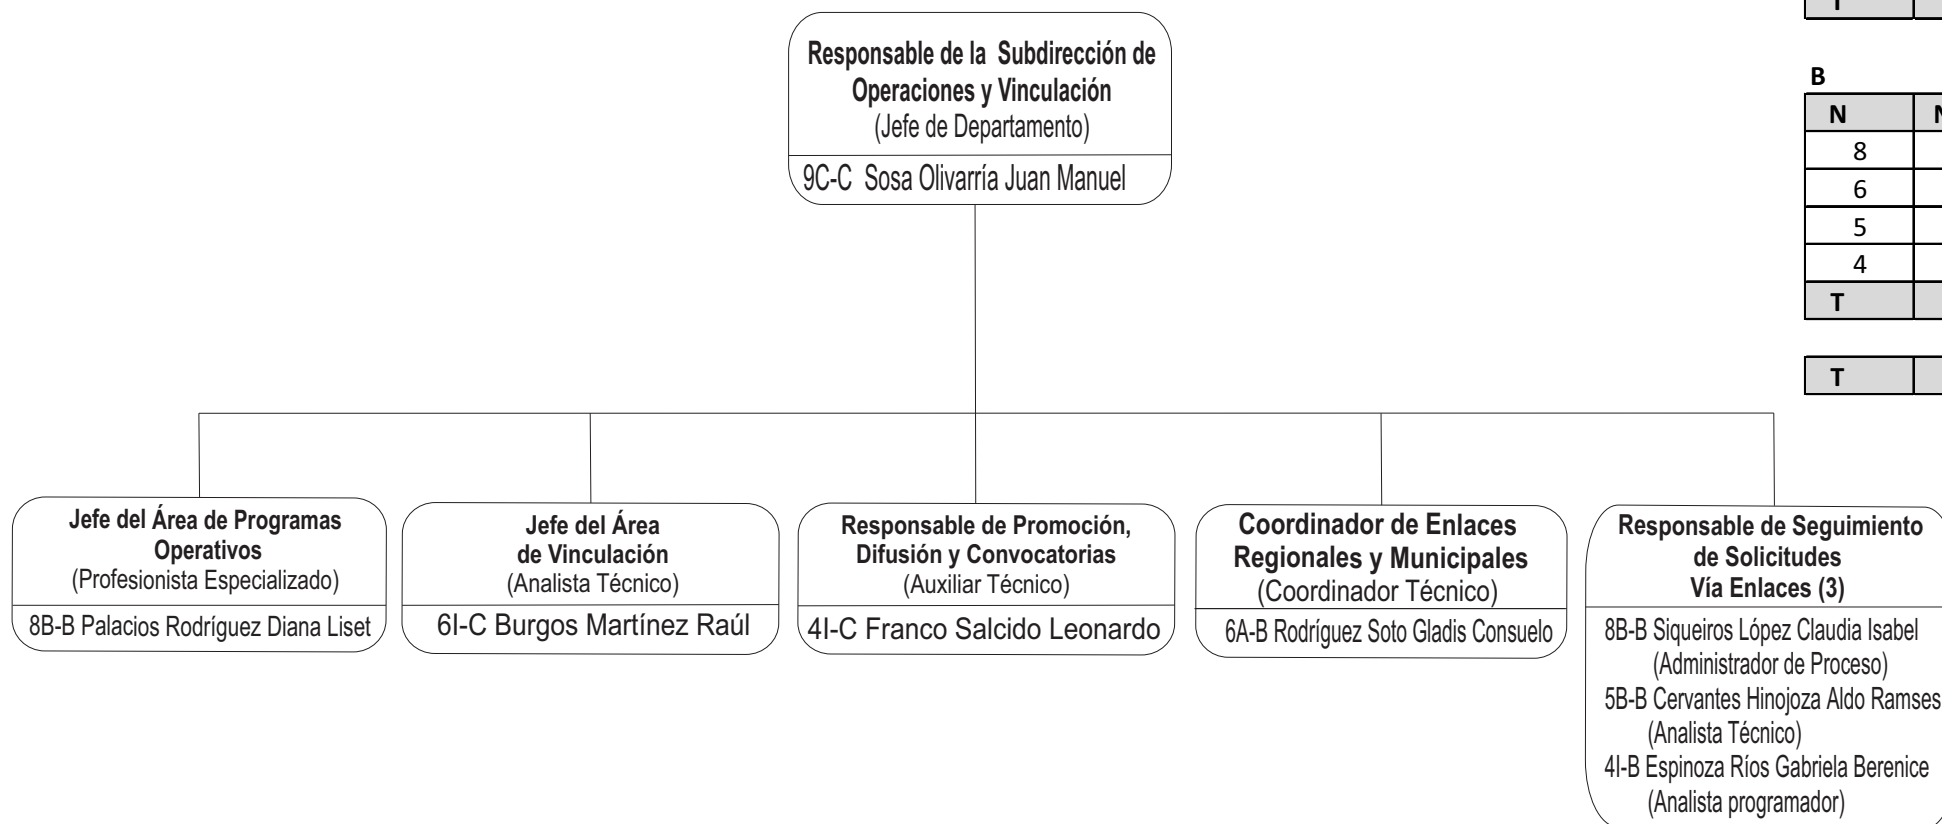 T
Responsable de la Subdirección de
Operaciones y Vinculación
(Jefe de Departamento)
9C-C Sosa Olivarría Juan Manuel
B
N
8
6
5
4
T
T
Jefe del Área de Programas
Operativos
(Profesionista Especializado)
8B-B Palacios Rodríguez Diana Liset
Jefe del Área
de Vinculación
(Analista Técnico)
6I-C Burgos Martínez Raúl
Responsable de Promoción,
Difusión y Convocatorias
(Auxiliar Técnico)
4I-C Franco Salcido Leonardo
Coordinador de Enlaces
Regionales y Municipales
(Coordinador Técnico)
6A-B Rodríguez Soto Gladis Consuelo
Responsable de Seguimiento
de Solicitudes
Vía Enlaces (3)
8B-B Siqueiros López Claudia Isabel
(Administrador de Proceso)
5B-B Cervantes Hinojoza Aldo Ramses
(Analista Técnico)
4I-B Espinoza Ríos Gabriela Berenice
(Analista programador)